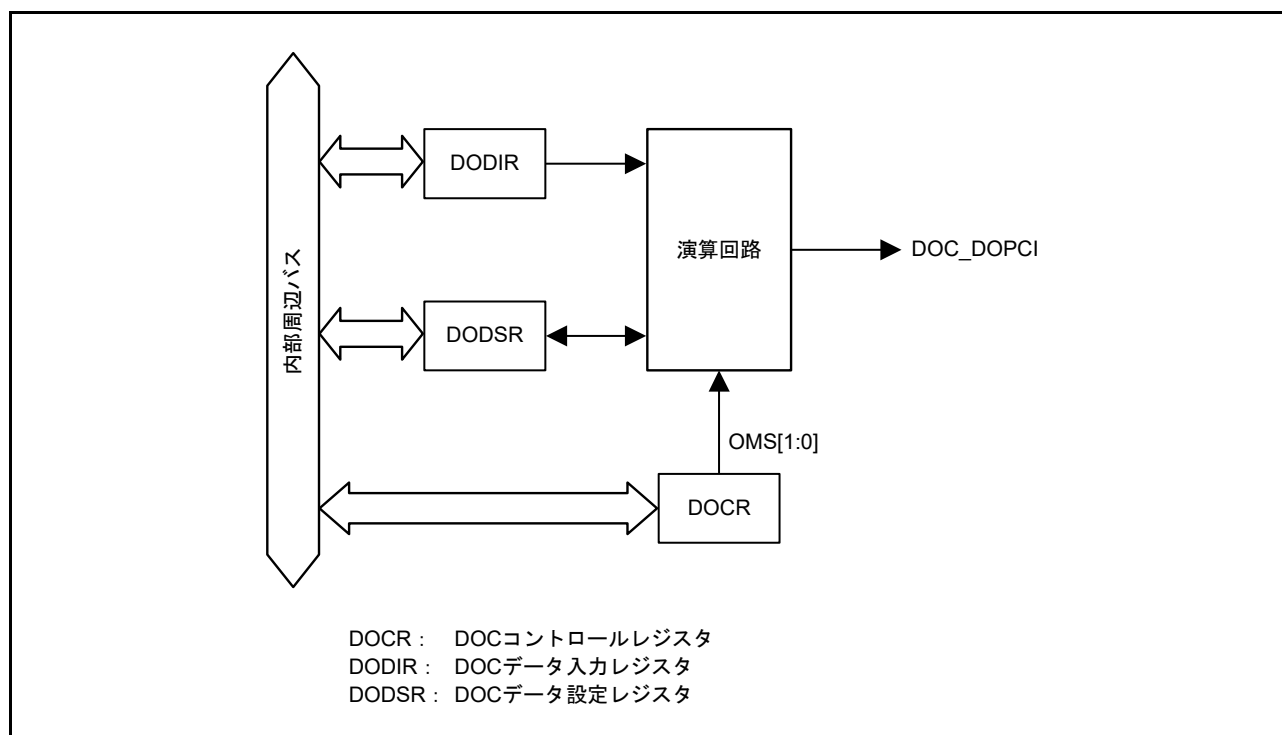 DODIR
演算回路
DOC_DOPCI
内部周辺バス
DODSR
OMS[1:0]
DOCR
DOCR： DOCコントロールレジスタ
DODIR： DOCデータ入力レジスタ
DODSR： DOCデータ設定レジスタ